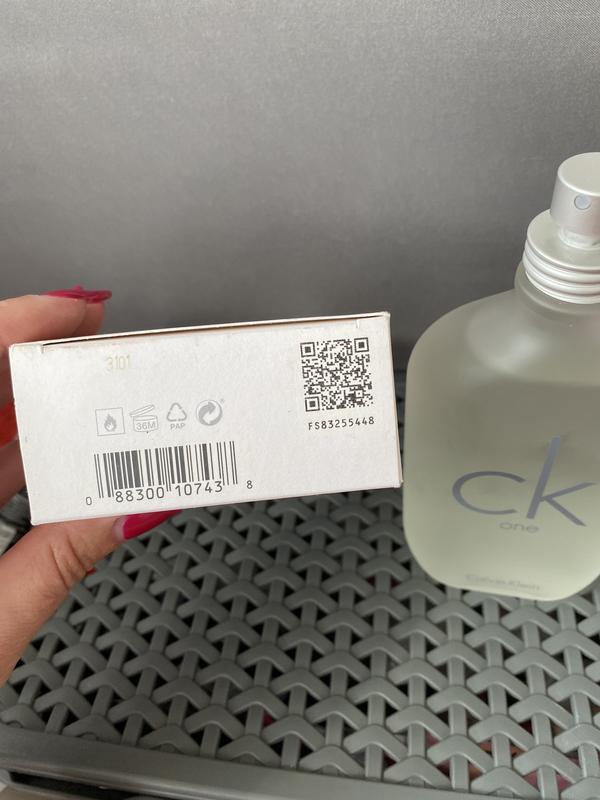 3101
36M
PAP
FS83255448
0 88300 10743 8
ck
one
Calvin Klein